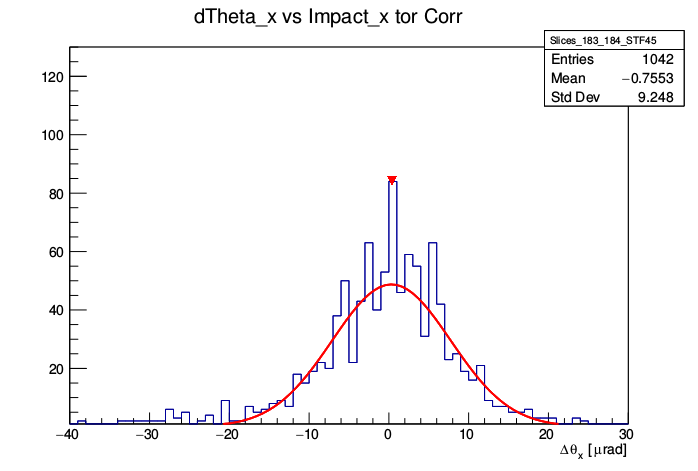 dTheta_x vs Impact_x tor Corr
Slices_183_184_STF45
Entries 1042
Mean −0.7553
Std Dev 9.248
120
100
80
60
40
20
−40 −30 −20 −10 0 10 20 30
Δθx [μrad]